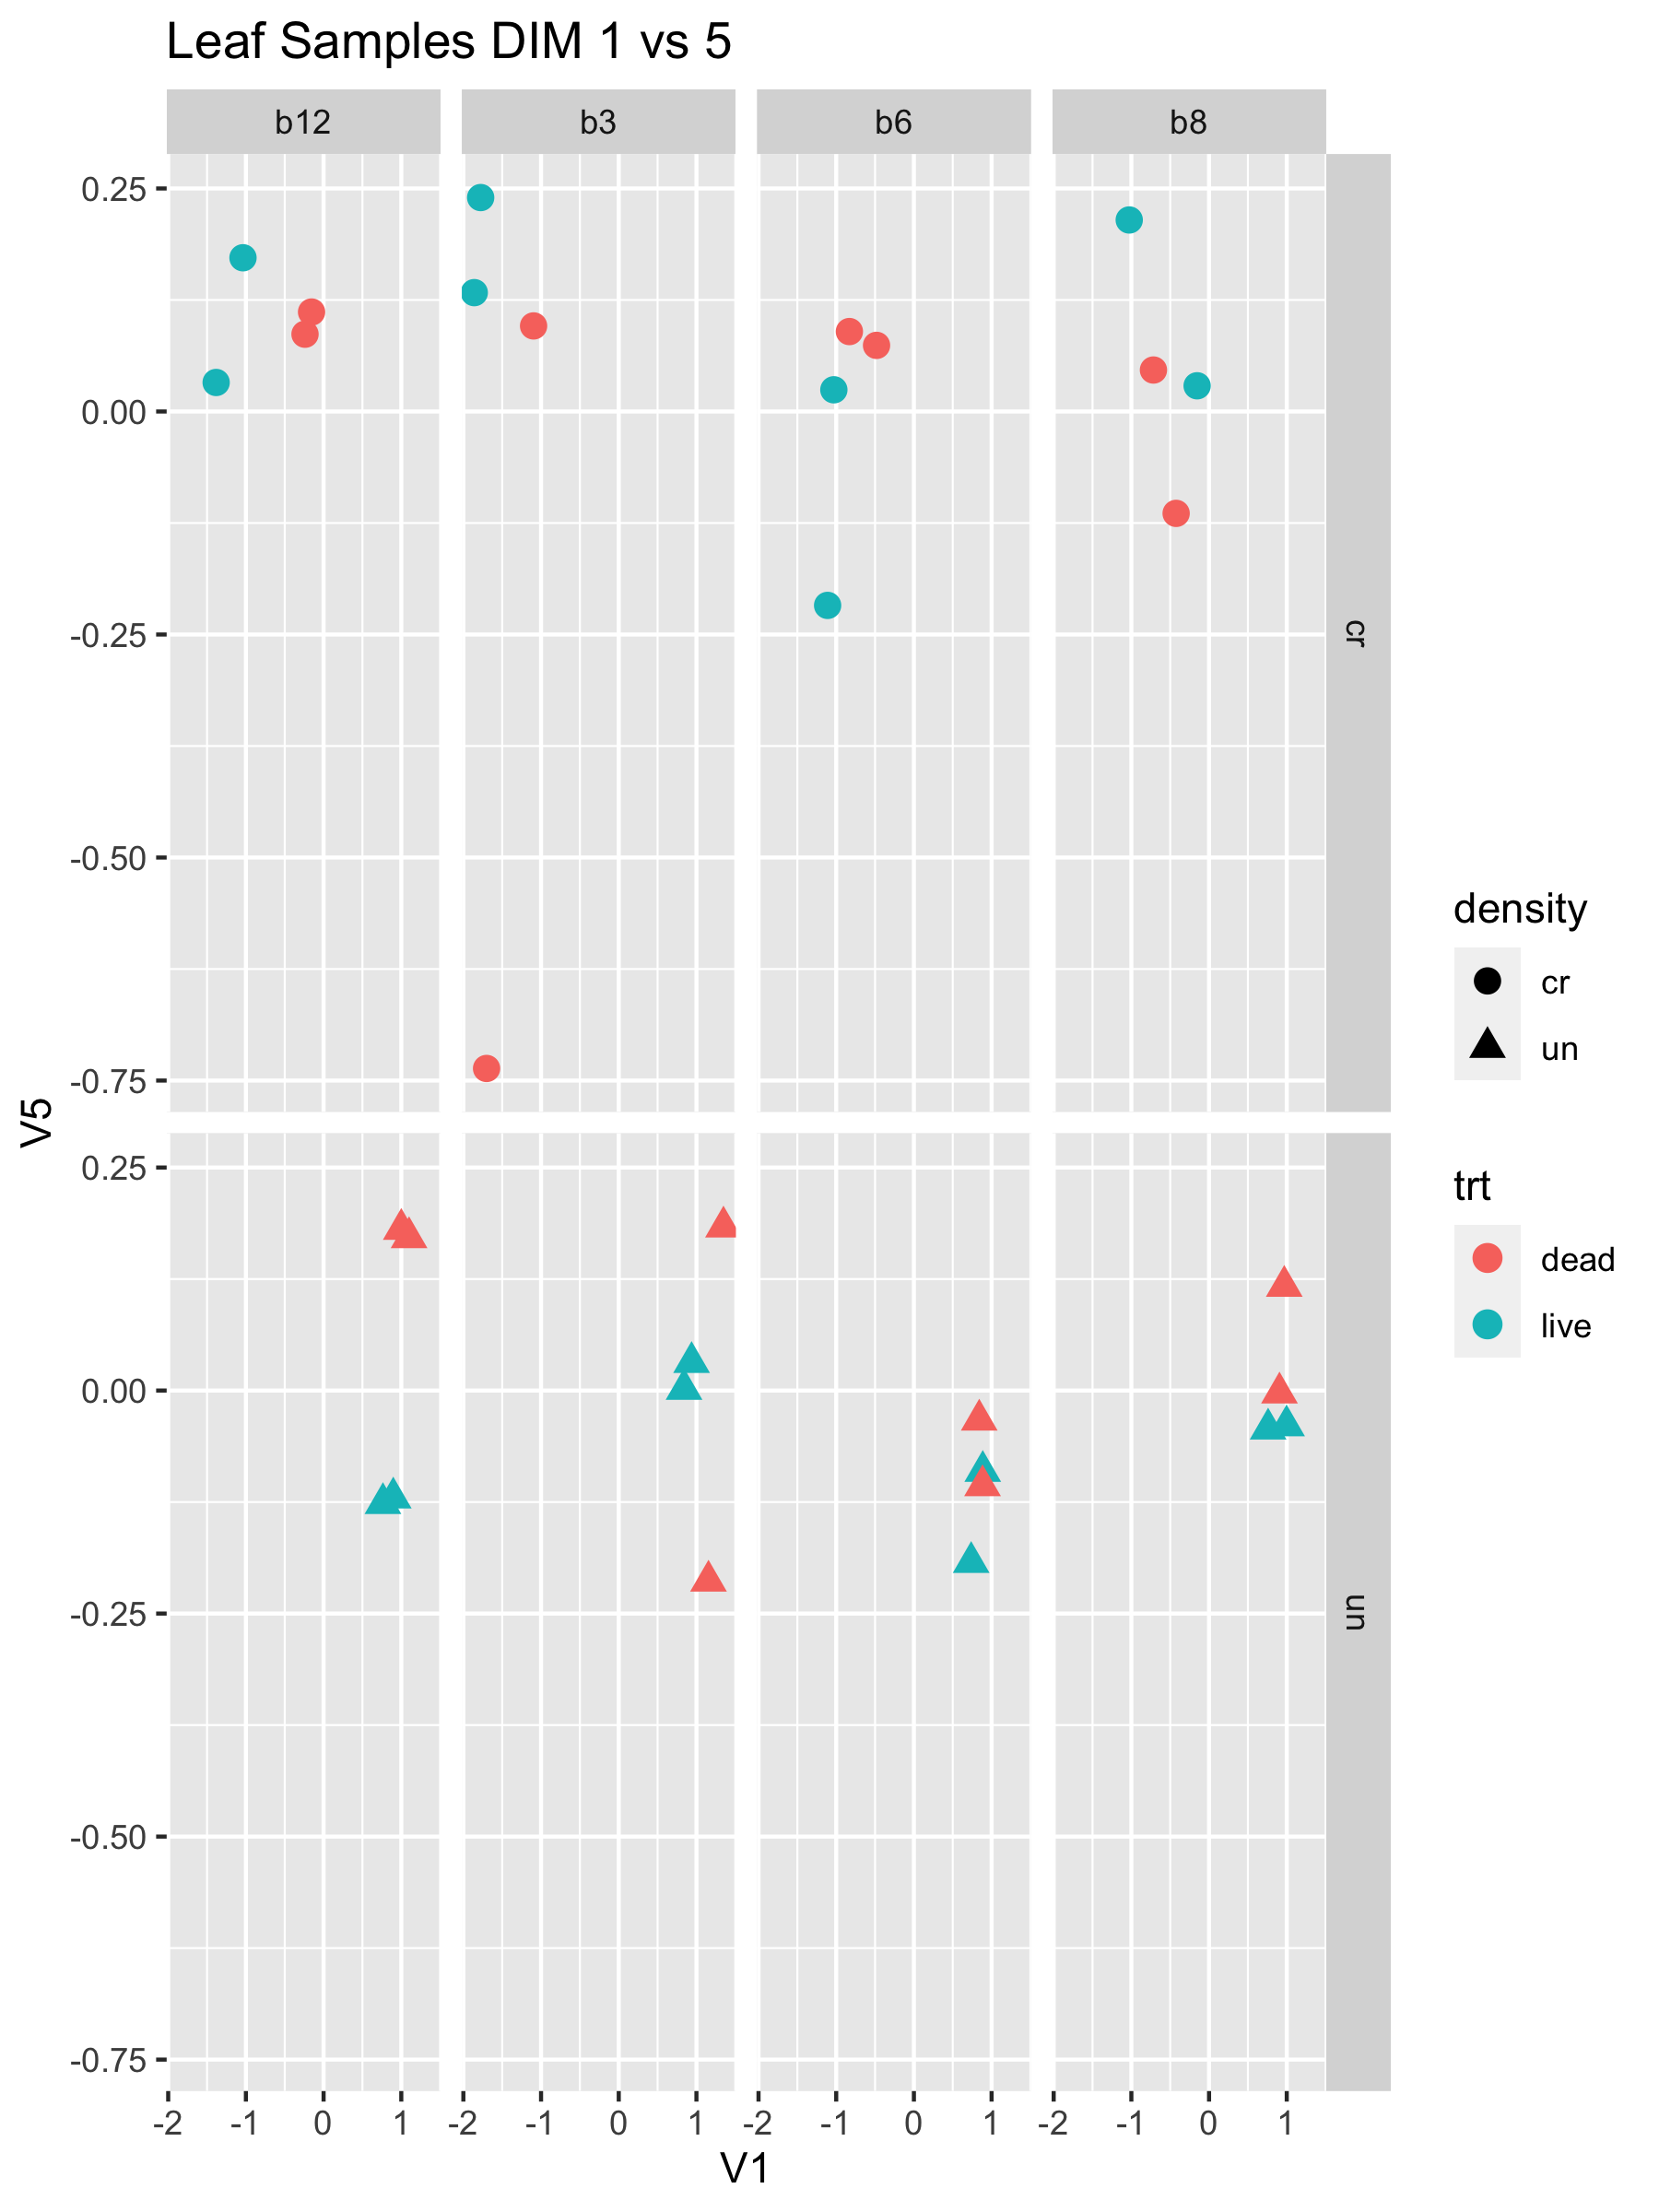 Leaf Samples DIM 1 vs 5
b12 b3 b6 b8
0.25
0.00
-0.25
-0.50
-0.75
cr
0.25
0.00
-0.25
-0.50
-0.75
un
V5
-2 -1 0 1 -2 -1 0 1 -2 -1 0 1 -2 -1 0 1
V1
density
cr
un
trt
dead
live